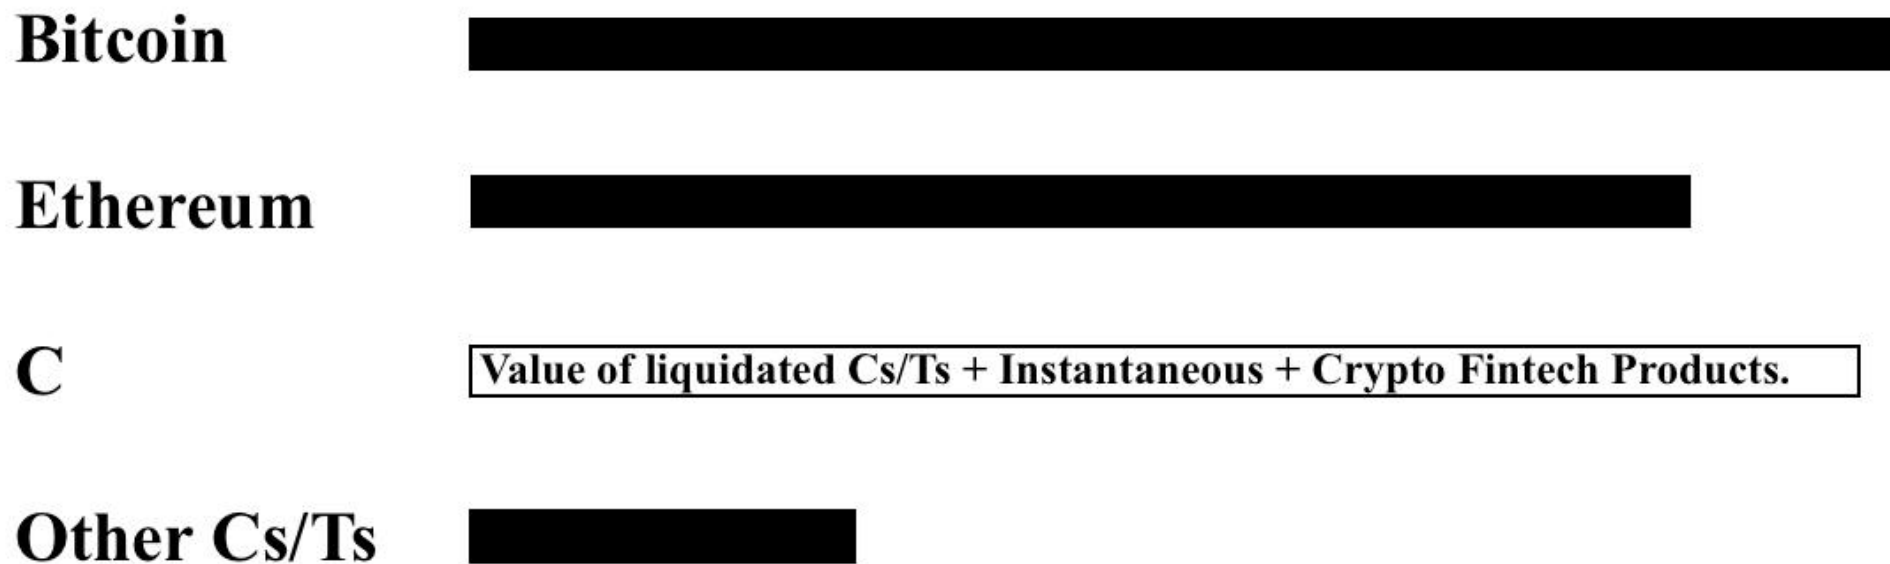 Bitcoin
Ethereum
C
Value of liquidated Cs/Ts + Instantaneous + Crypto Fintech Products.
Other Cs/Ts